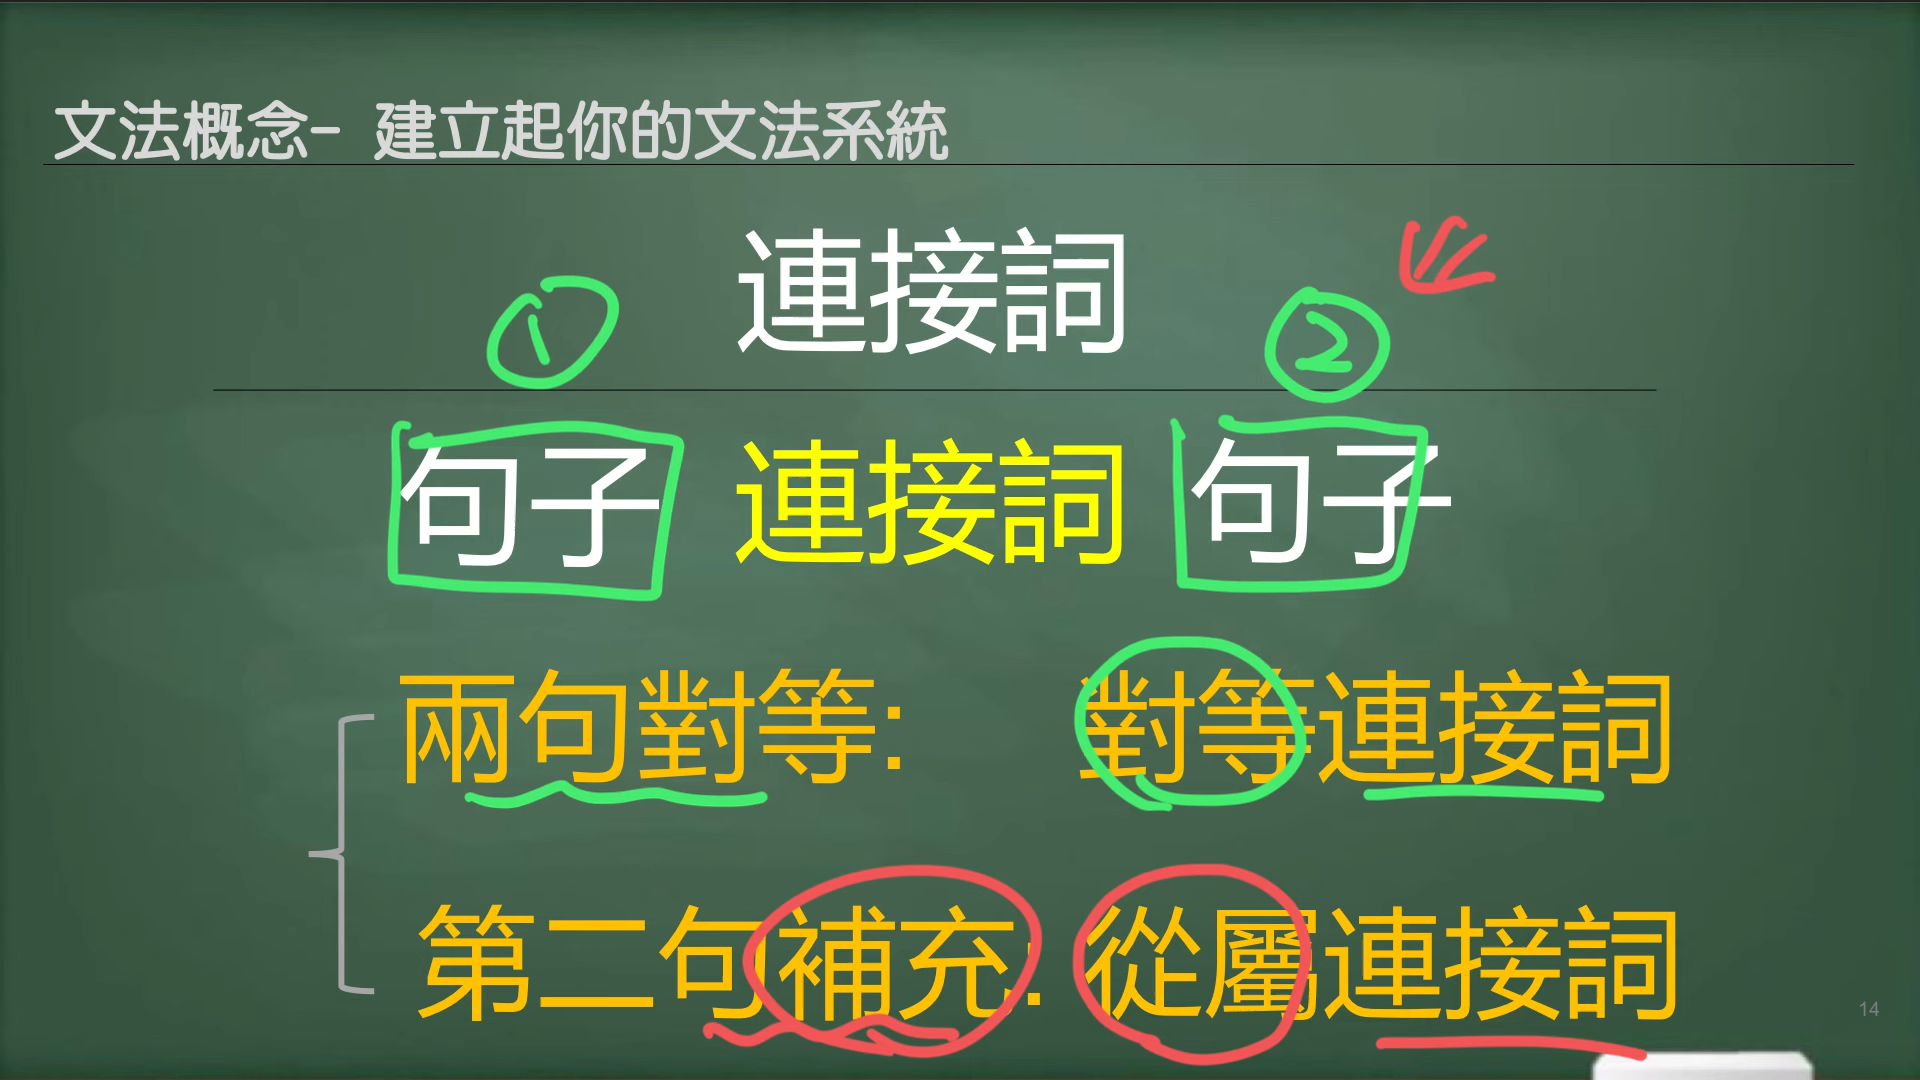 文法概念- 建立起你的文法系統
連接詞
1
2
句子 連接詞 句子
兩句對等: 對等連接詞
第二句補充: 從屬連接詞
14